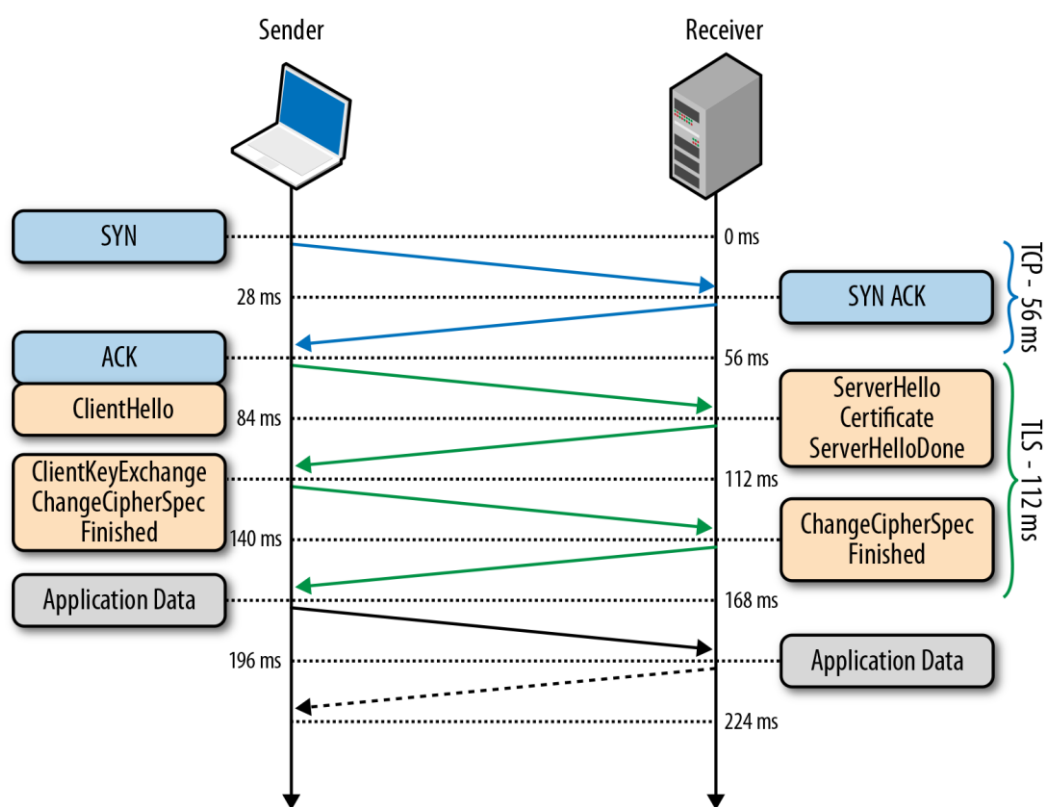 Sender
Receiver
SYN
0 ms
28 ms
SYN ACK
TCP - 56 ms
ACK
56 ms
ClientHello
84 ms
ServerHello
Certificate
ServerHelloDone
TLS - 112 ms
ClientKeyExchange
ChangeCipherSpec
Finished
112 ms
140 ms
ChangeCipherSpec
Finished
Application Data
168 ms
196 ms
Application Data
224 ms